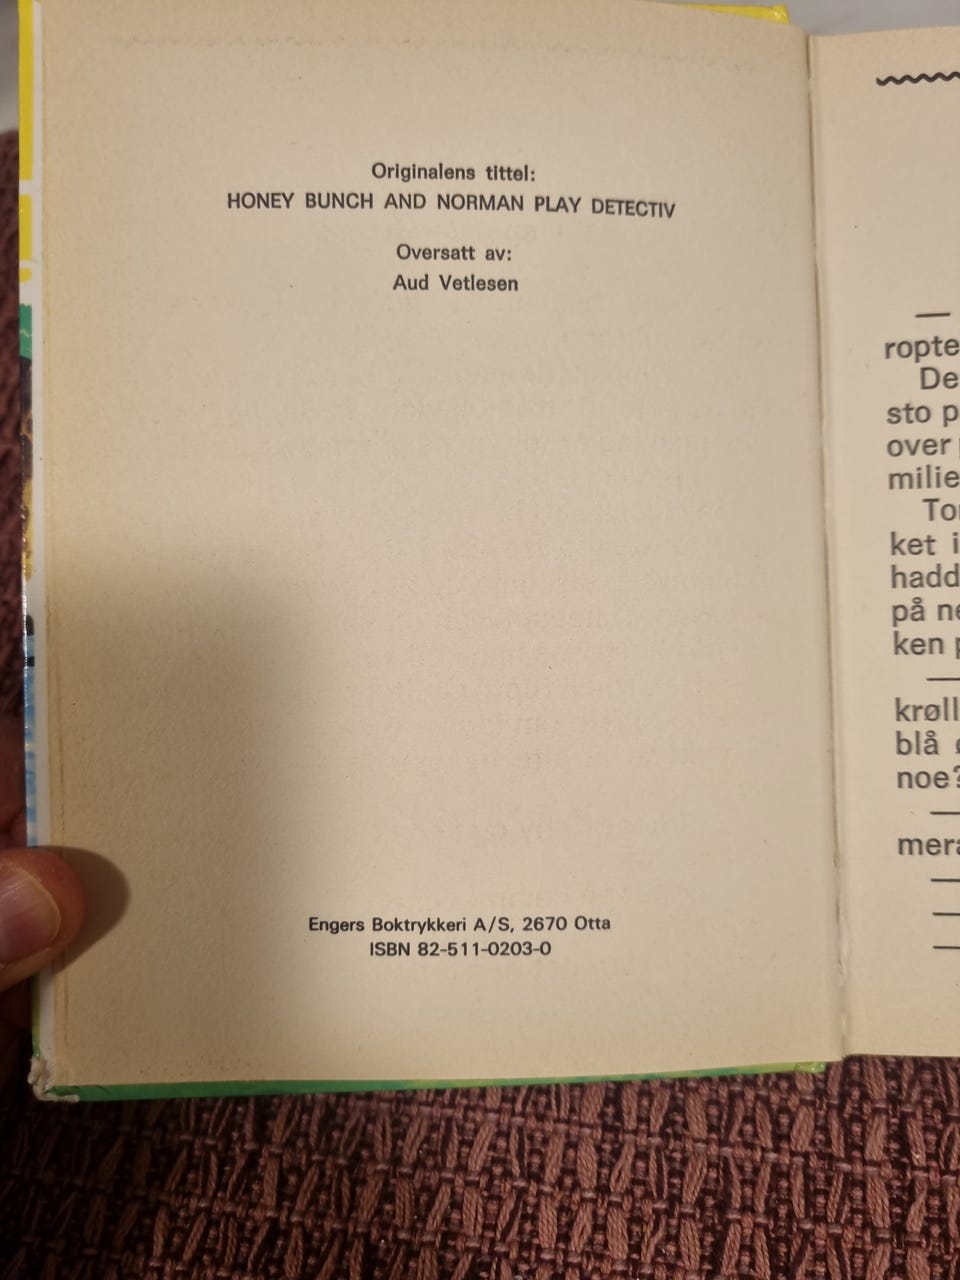 Originalens tittel:
HONEY BUNCH AND NORMAN PLAY DETECTIV
Oversatt av:
Aud Vetlesen
Engers Boktrykkeri A/S, 2670 Otta
ISBN 82-511-0203-0
—
ropte
De
sto p
over
milie
To
ket i
hadd
på ne
ken p
—
krøll
blå
noe?
—
mera
—
—
—